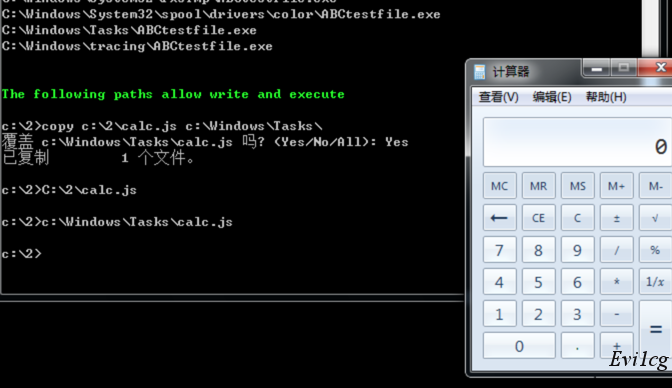 C:\Windows\System32\spool\drivers\color\ABCtestfile.exe
C:\Windows\Tasks\ABCtestfile.exe
C:\Windows\tracing\ABCtestfile.exe
The following paths allow write and execute
c:\2>copy c:\2\calc.js c:\Windows\Tasks\
覆盖 c:\Windows\Tasks\calc.js 吗? (Yes/No/All): Yes
已复制 1 个文件。
c:\2>C:\2\calc.js
c:\2>c:\Windows\Tasks\calc.js
c:\2>
计算器
查看(V) 编辑(E) 帮助(H)
0
MC MR MS M+ M-
← CE C ± √
7 8 9 / %
4 5 6 * 1/x
1 2 3 - =
0 . +
Evi1cg